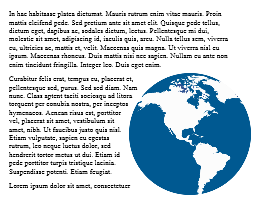 In hac habitasse platea dictumst. Mauris rutrum enim vitae mauris. Proin
mattis eleifend pede. Sed pretium ante sit amet elit. Quisque pede tellus,
dictum eget, dapibus ac, sodales dictum, lectus. Pellentesque mi dui,
molestie sit amet, adipiscing id, iaculis quis, arcu. Nulla tellus sem, viverra
eu, ultricies ac, mattis et, velit. Maecenas quis magna. Ut viverra nisl eu
ipsum. Maecenas rhoncus. Duis mattis nisi nec sapien. Nullam eu ante non
enim tincidunt fringilla. Integer leo. Duis eget enim.
Curabitur felis erat, tempus eu, placerat et,
pellentesque sed, purus. Sed sed diam. Nam
nunc. Class aptent taciti sociosqu ad litora
torquent per conubia nostra, per inceptos
hymenaeos. Aenean risus est, porttitor
vel, placerat sit amet, vestibulum sit
amet, nibh. Ut faucibus justo quis nisl.
Etiam vulputate, sapien eu egestas
rutrum, leo neque luctus dolor, sed
hendrerit tortor metus ut dui. Etiam id
pede porttitor turpis tristique lacinia.
Suspendisse potenti. Etiam feugiat.
Lorem ipsum dolor sit amet, consectetuer